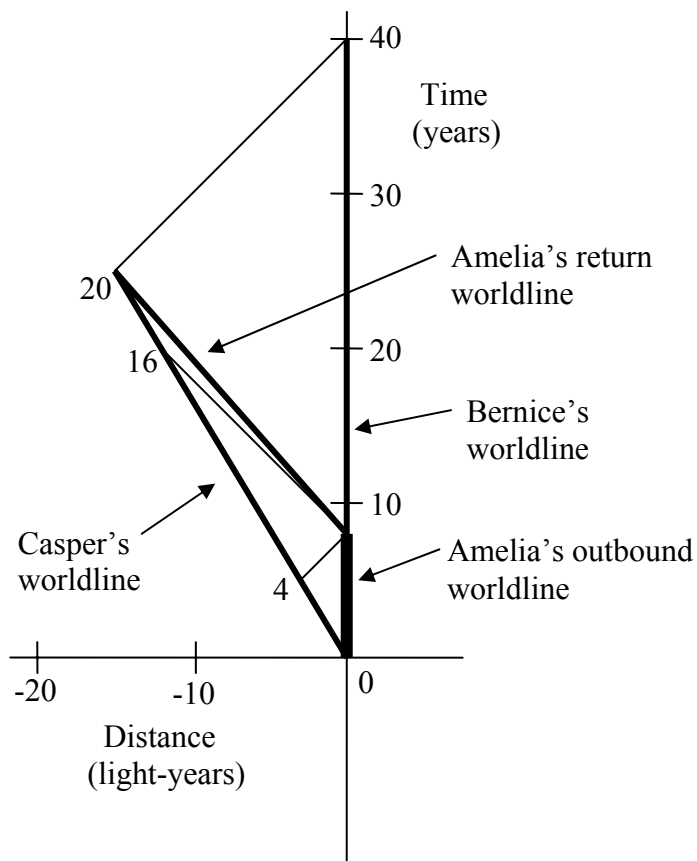 40
Time
(years)
30
Amelia’s return
worldline
20
16
20
Bernice’s
worldline
10
Casper’s
worldline
Amelia’s outbound
worldline
4
-20
-10
0
Distance
(light-years)